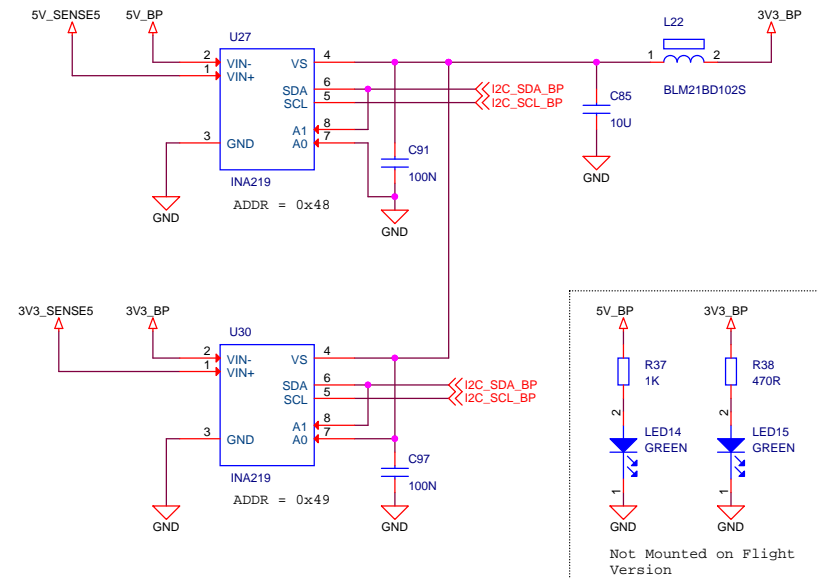 5V_SENSE5 5V_BP
U27
L22
3V3_BP
2 VIN- VS 4
1 VIN+
SDA 6 I2C_SDA_BP
SCL 5 I2C_SCL_BP
1 2
BLM21BD102S
C85
10U
3 GND A1 8
A0 7
C91
100N
INA219
ADDR = 0x48
GND
GND
GND
3V3_SENSE5 3V3_BP
U30
2 VIN- VS 4
1 VIN+
SDA 6 I2C_SDA_BP
SCL 5 I2C_SCL_BP
3 GND A1 8
A0 7
C97
100N
INA219
ADDR = 0x49
GND
GND
5V_BP 3V3_BP
R37 R38
1K 470R
2 2
LED14 LED15
GREEN GREEN
1 1
GND GND
Not Mounted on Flight
Version